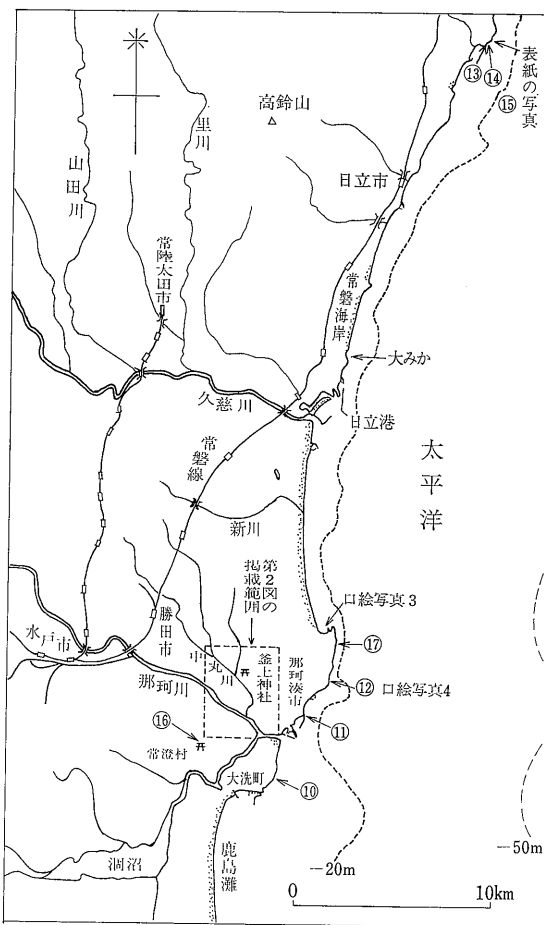 表紙の写真
⑬
⑭
⑮
高鈴山
里川
山田川
日立市
常陸太田市
常磐海岸
大みか
久慈川
日立港
常磐線
太平洋
新川
第2図の
掲載範囲
口絵写真3
勝田市
水戸市
中丸川
釜上神社
那珂湊市
⑰
那珂川
⑫ 口絵写真4
⑯
⑪
常澄村
大洗町
⑩
涸沼
鹿島灘
-20m
-50m
0 10km